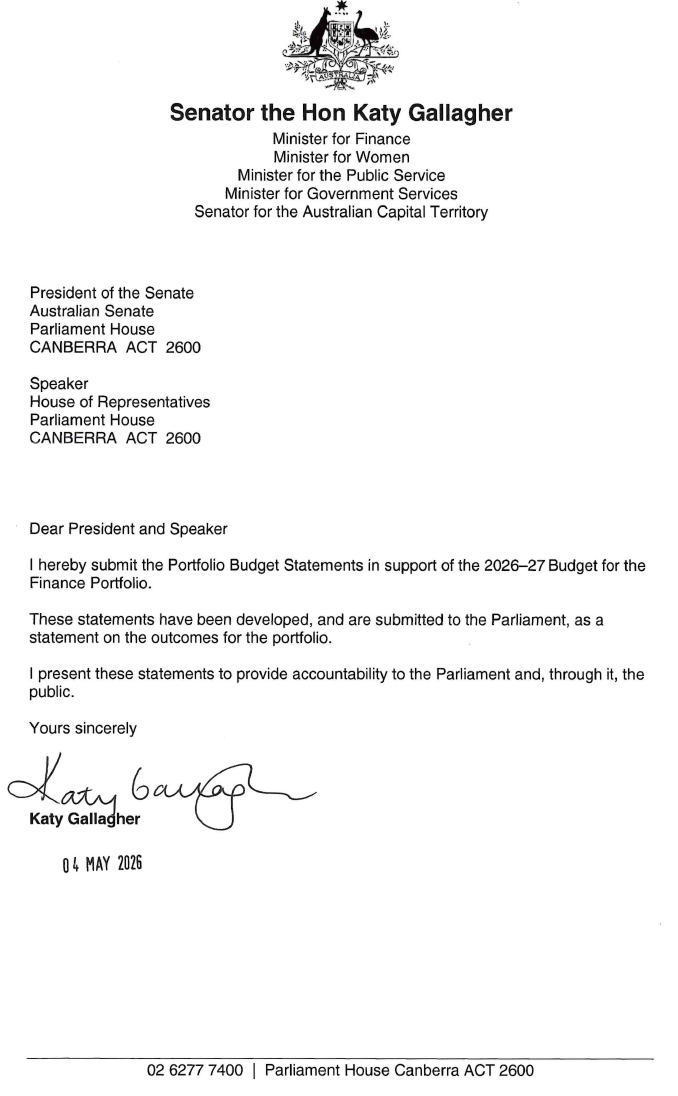 AUSTRALIA
Senator the Hon Katy Gallagher
Minister for Finance
Minister for Women
Minister for the Public Service
Minister for Government Services
Senator for the Australian Capital Territory
President of the Senate
Australian Senate
Parliament House
CANBERRA ACT 2600
Speaker
House of Representatives
Parliament House
CANBERRA ACT 2600
Dear President and Speaker
I hereby submit the Portfolio Budget Statements in support of the 2026–27 Budget for the
Finance Portfolio.
These statements have been developed, and are submitted to the Parliament, as a
statement on the outcomes for the portfolio.
I present these statements to provide accountability to the Parliament and, through it, the
public.
Yours sincerely
Katy Gallagher
Katy Gallagher
04 MAY 2026
02 6277 7400 | Parliament House Canberra ACT 2600